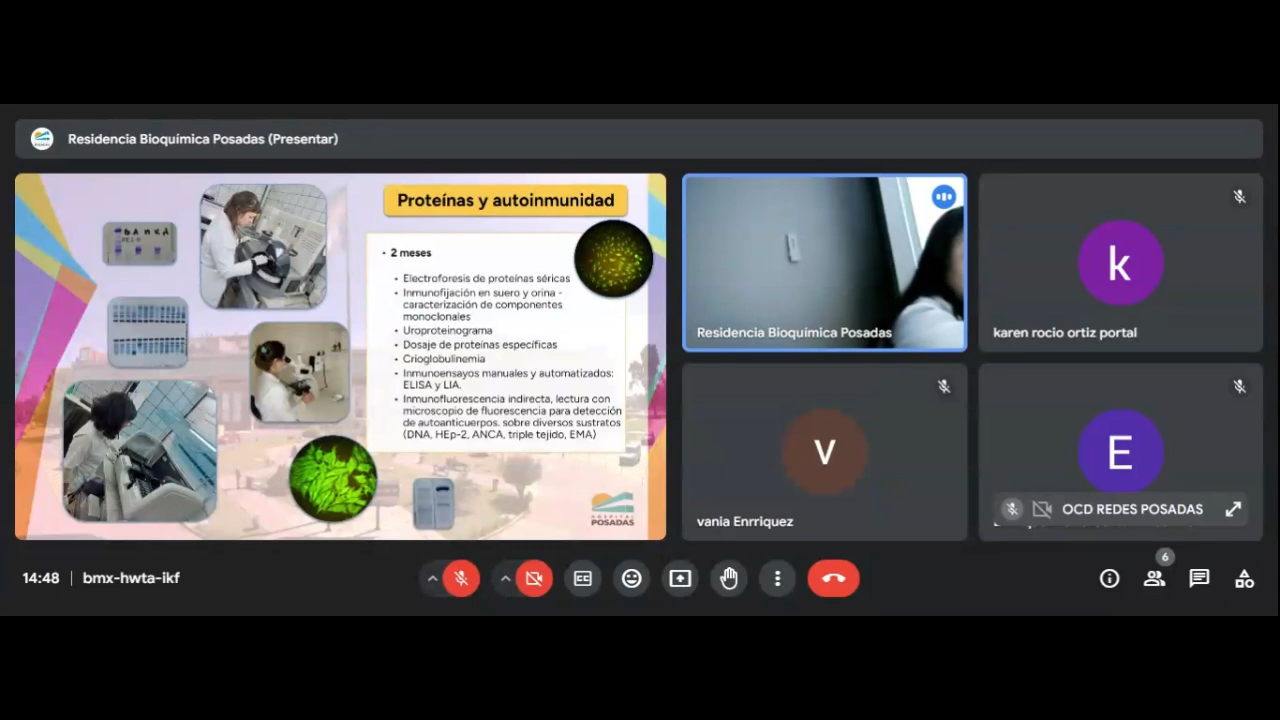 Residencia Bioquímica Posadas (Presentar)
Proteínas y autoinmunidad
• 2 meses
• Electroforesis de proteínas séricas
• Inmunofijación en suero y orina -
caracterización de componentes
monoclonales
• Uroproteinograma
• Dosaje de proteínas específicas
• Crioglobulinemia
• Inmunoensayos manuales y automatizados:
ELISA y LIA.
• Inmunofluorescencia indirecta, lectura con
microscopio de fluorescencia para detección
de autoanticuerpos. sobre diversos sustratos
(DNA, HEp-2, ANCA, triple tejido, EMA)
HOSPITAL
POSADAS
Residencia Bioquímica Posadas
k
karen rocio ortiz portal
v
vania Enrriquez
E
OCD REDES POSADAS
14:48 | bmx-hwta-ikf
6